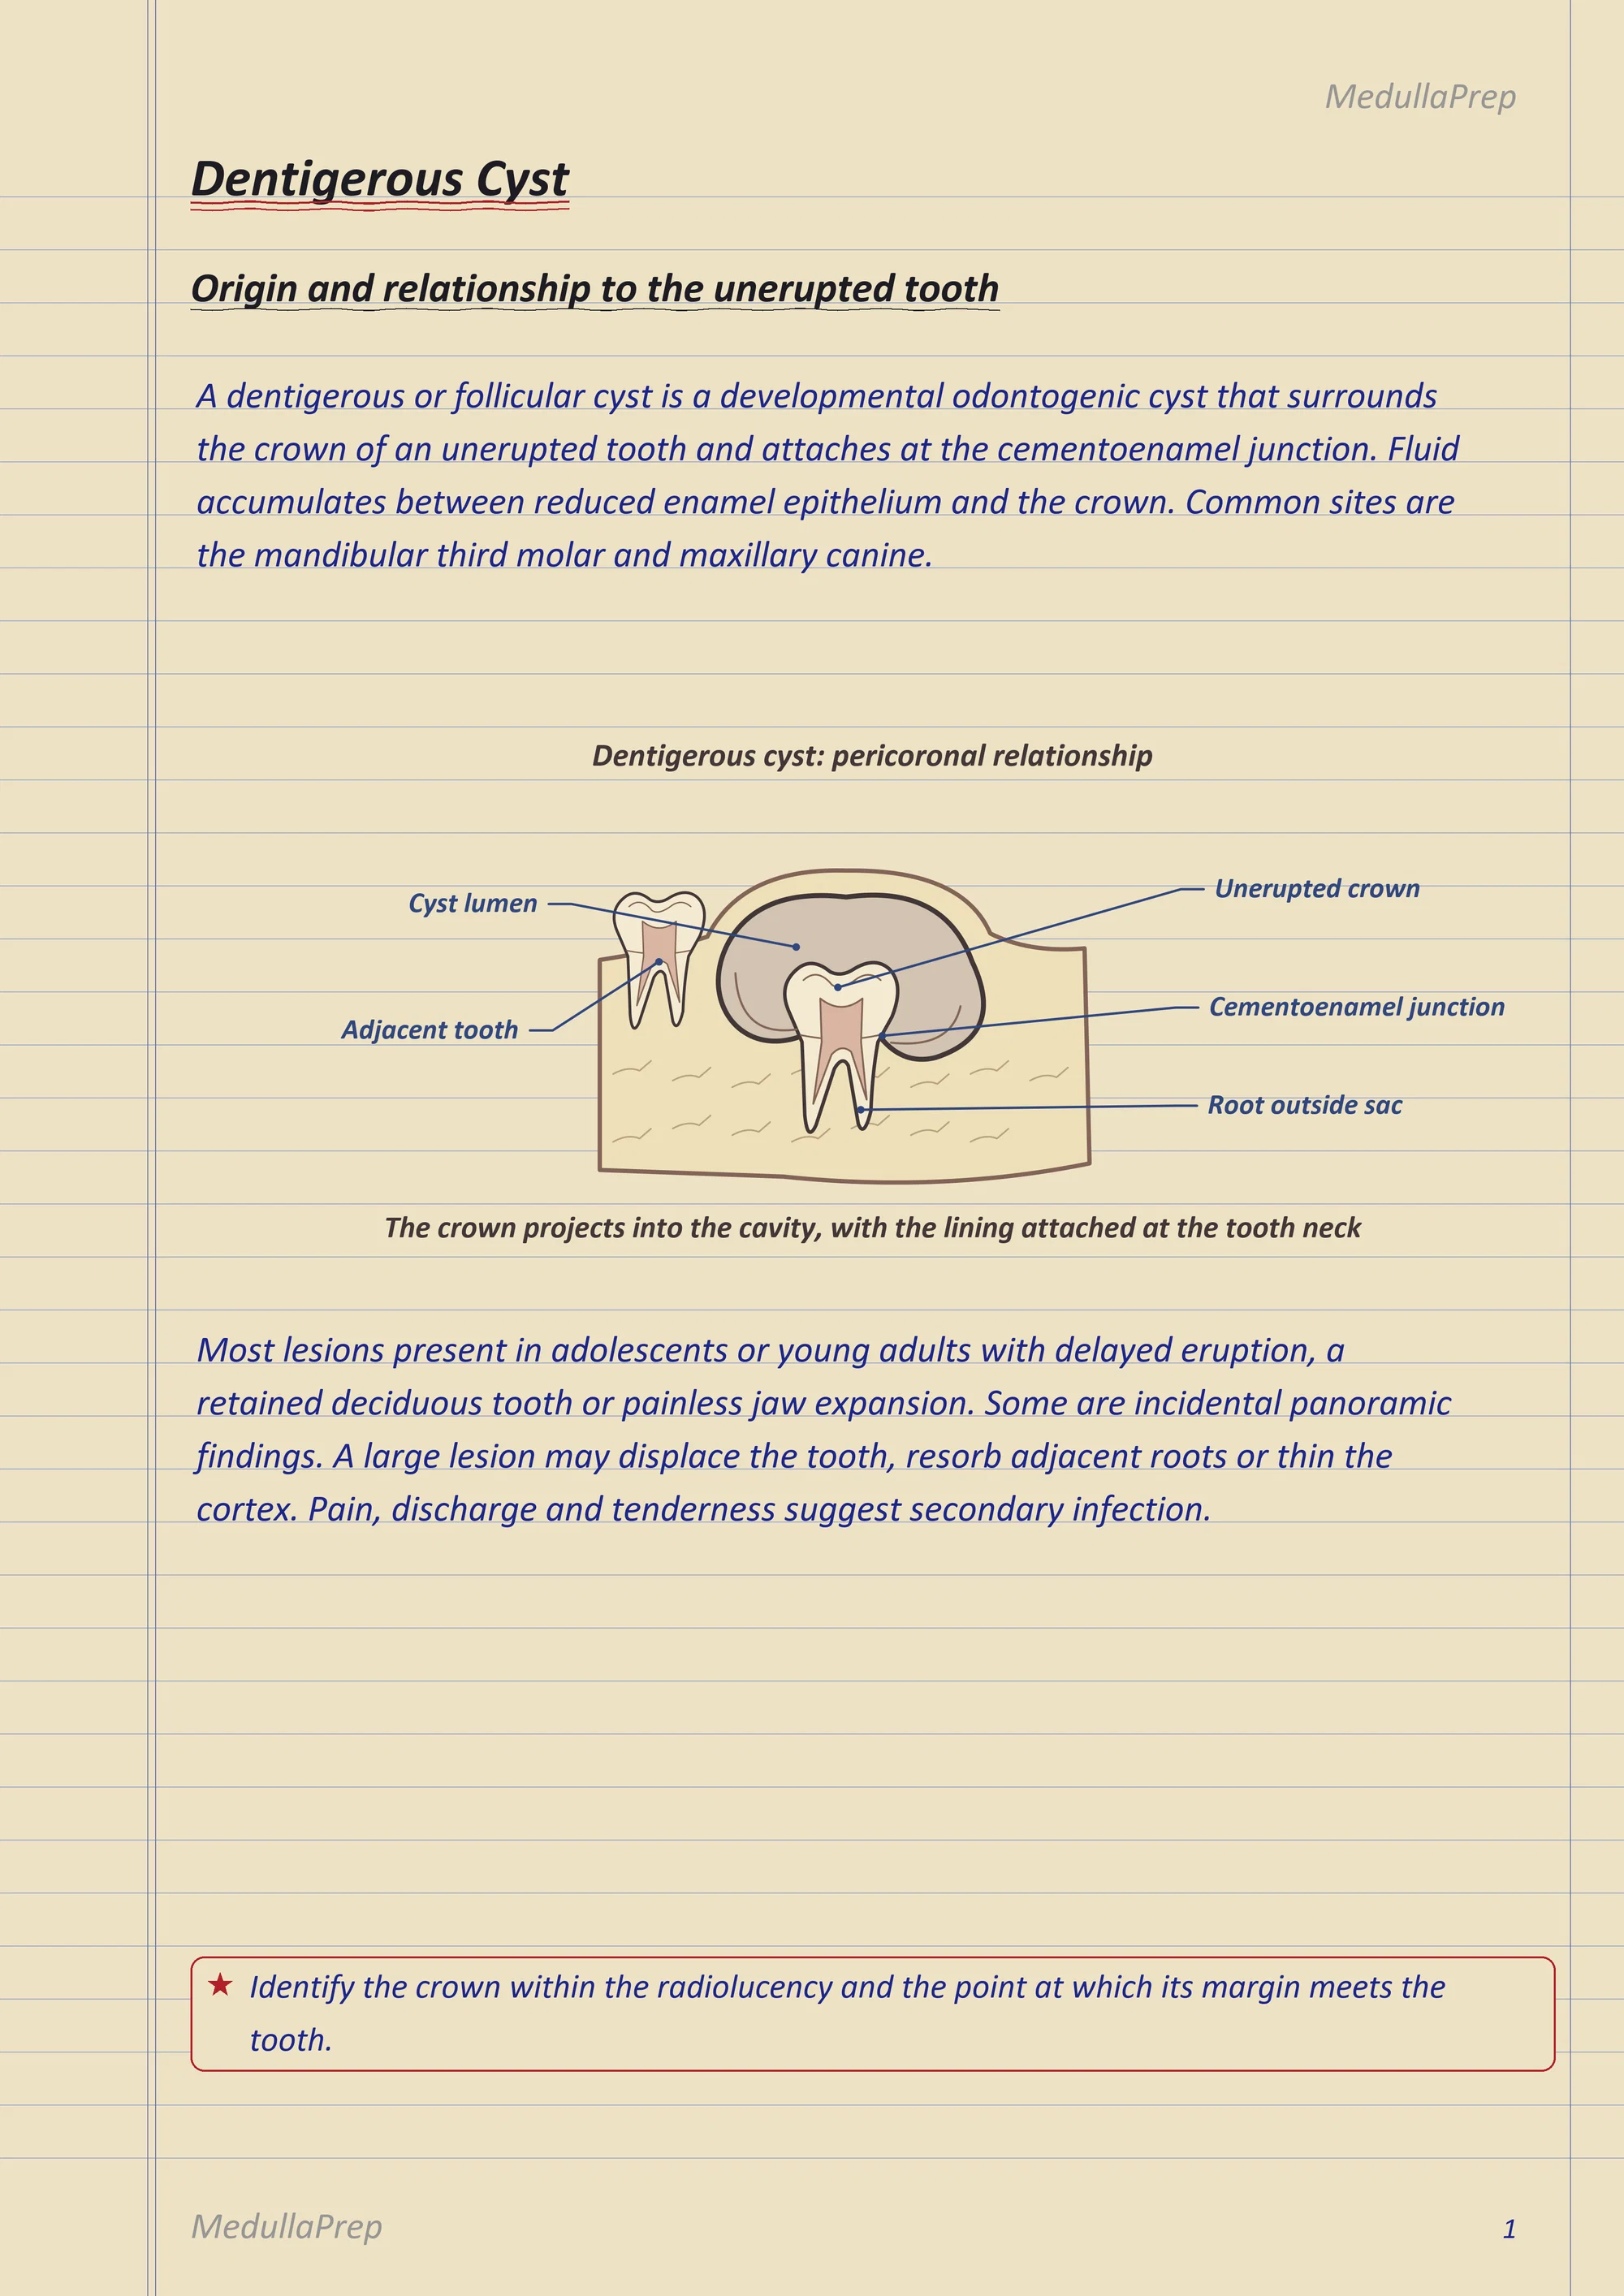 MedullaPrep
Dentigerous Cyst
Origin and relationship to the unerupted tooth
A dentigerous or follicular cyst is a developmental odontogenic cyst that surrounds
the crown of an unerupted tooth and attaches at the cementoenamel junction. Fluid
accumulates between reduced enamel epithelium and the crown. Common sites are
the mandibular third molar and maxillary canine.
Dentigerous cyst: pericoronal relationship
Cyst lumen
Unerupted crown
Adjacent tooth
Cementoenamel junction
Root outside sac
The crown projects into the cavity, with the lining attached at the tooth neck
Most lesions present in adolescents or young adults with delayed eruption, a
retained deciduous tooth or painless jaw expansion. Some are incidental panoramic
findings. A large lesion may displace the tooth, resorb adjacent roots or thin the
cortex. Pain, discharge and tenderness suggest secondary infection.
★ Identify the crown within the radiolucency and the point at which its margin meets the
tooth.
MedullaPrep
1